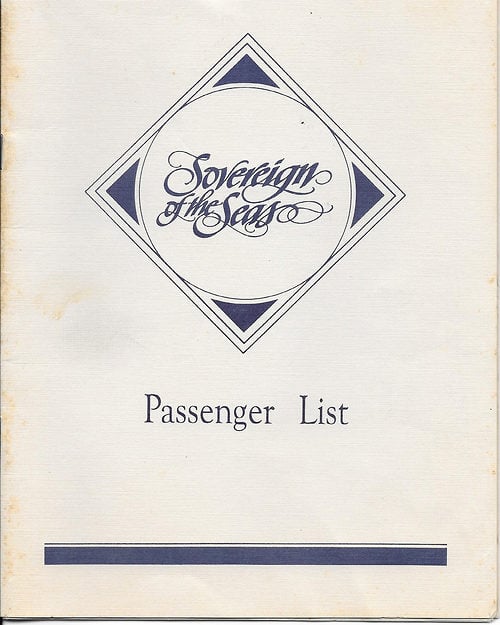 Sovereign
of the Seas
Passenger List